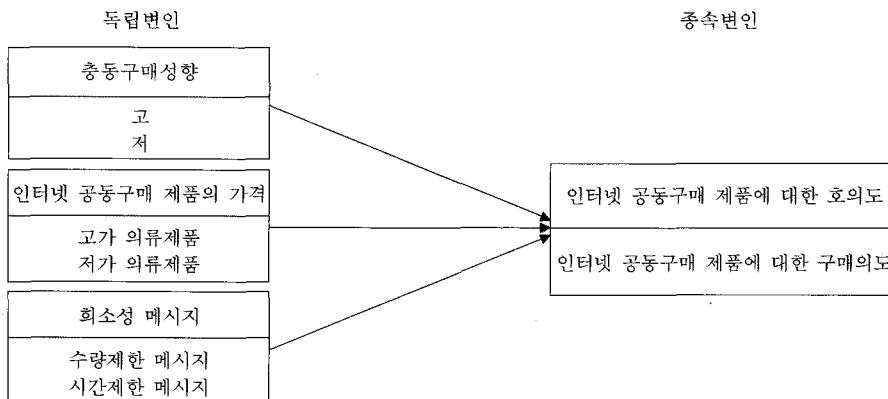 독립변인
종속변인
충동구매성향
고
저
인터넷 공동구매 제품의 가격
고가 의류제품
저가 의류제품
희소성 메시지
수량제한 메시지
시간제한 메시지
인터넷 공동구매 제품에 대한 호의도
인터넷 공동구매 제품에 대한 구매의도